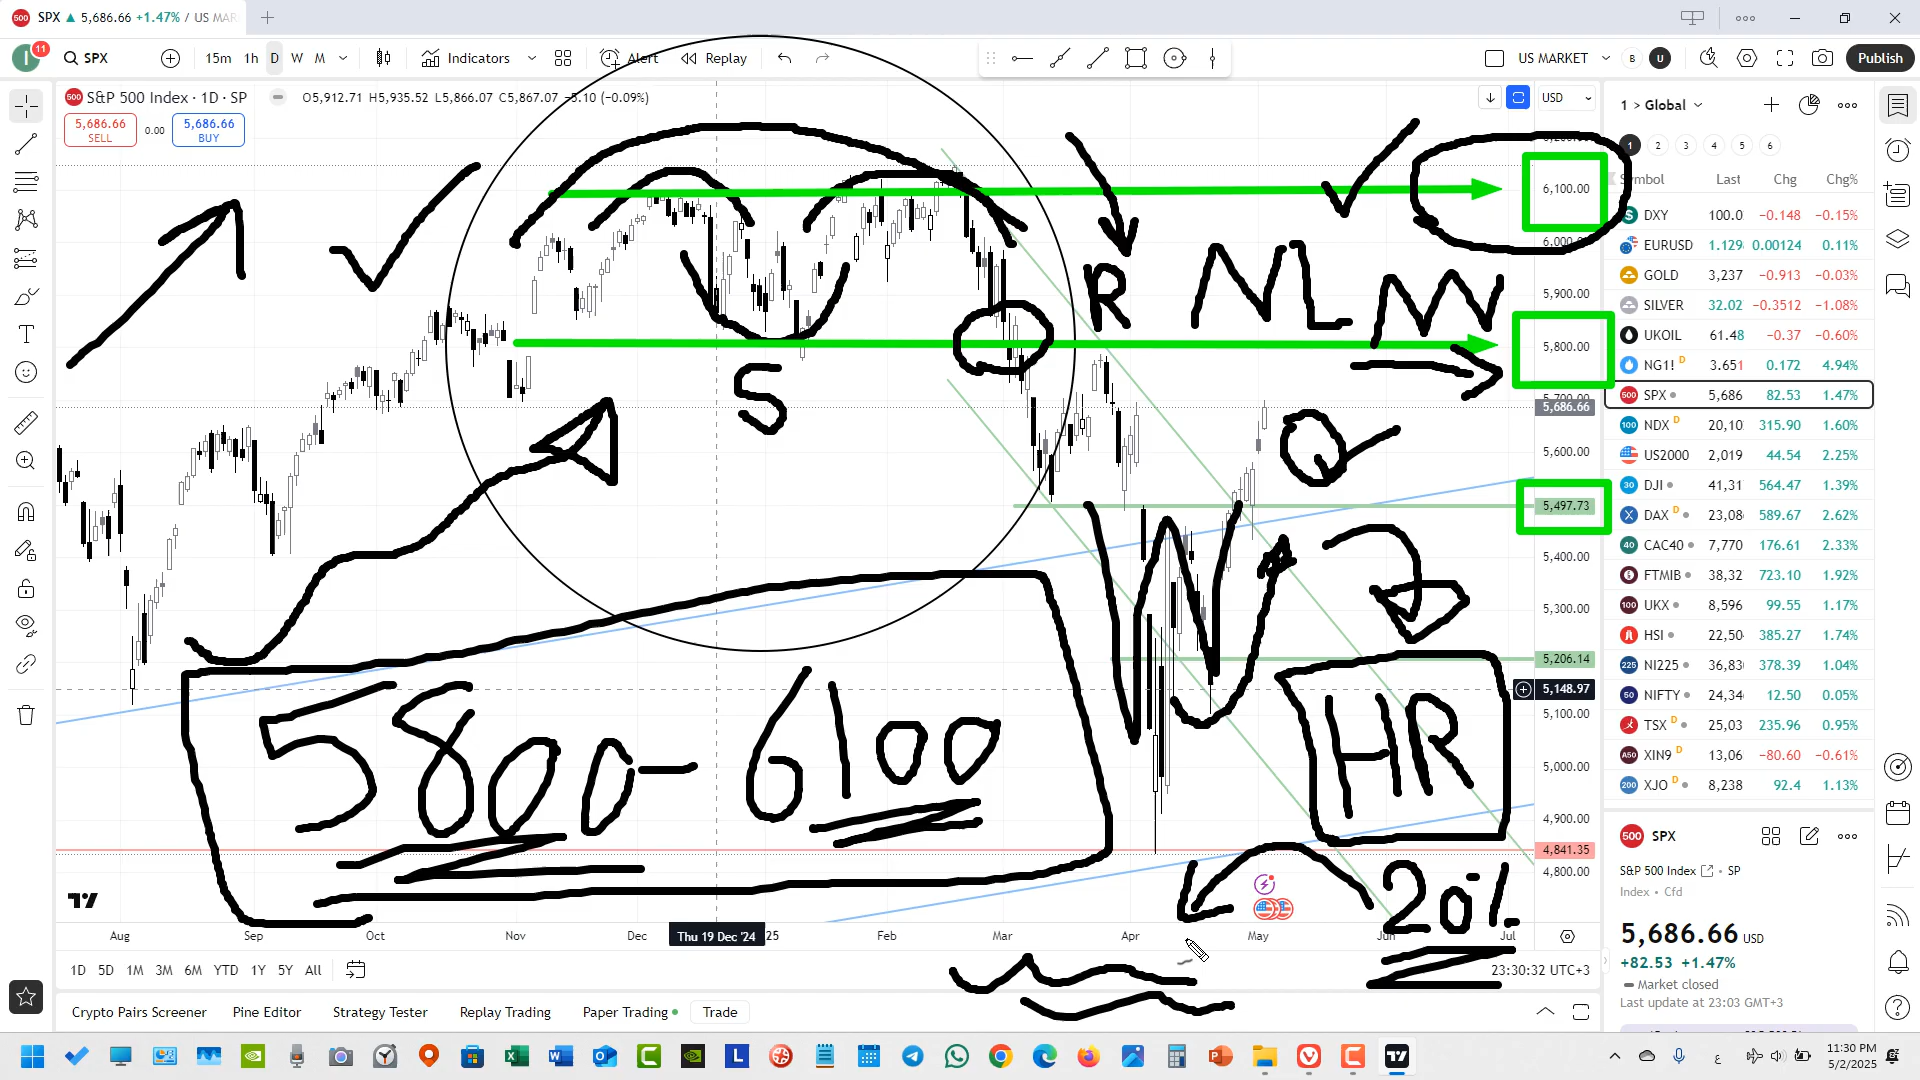 SPX ▲ 5,686.66 +1.47% / US MAR
11
SPX 15m 1h D W M Indicators Alert Replay
US MARKET B U Publish
S&P 500 Index · 1D · SP O5,912.71 H5,935.52 L5,866.07 C5,867.07 −5.10 (−0.09%)
5,686.66 SELL 0.00 5,686.66 BUY
USD
6,100.00
6,000.00
5,900.00
5,800.00
5,700.00
5,686.66
5,600.00
5,497.73
5,400.00
5,300.00
5,206.14
5,148.97
5,100.00
5,000.00
4,900.00
4,841.35
4,800.00
R
S
5800-6100
HR
20%
Aug Sep Oct Nov Dec Thu 19 Dec '24 25 Feb Mar Apr May Jun Jul
1D 5D 1M 3M 6M YTD 1Y 5Y All 23:30:32 UTC+3
Crypto Pairs Screener Pine Editor Strategy Tester Replay Trading Paper Trading Trade
1 > Global
1 2 3 4 5 6
Symbol Last Chg Chg%
DXY 100.0 −0.148 −0.15%
EURUSD 1.129 0.00124 0.11%
GOLD 3,237 −0.913 −0.03%
SILVER 32.02 −0.3512 −1.08%
UKOIL 61.48 −0.37 −0.60%
NG1! D 3.651 0.172 4.94%
SPX 5,686 82.53 1.47%
NDX D 20,10 315.90 1.60%
US2000 2,019 44.54 2.25%
DJI 41,31 564.47 1.39%
DAX D 23,08 589.67 2.62%
CAC40 7,770 176.61 2.33%
FTMIB 38,32 723.10 1.92%
UKX 8,596 99.55 1.17%
HSI 22,50 385.27 1.74%
NI225 36,83 378.39 1.04%
NIFTY 24,34 12.50 0.05%
TSX D 25,03 235.96 0.95%
XIN9 D 13,06 −80.60 −0.61%
XJO D 8,238 92.4 1.13%
SPX
S&P 500 Index • SP
Index • Cfd
5,686.66 USD
+82.53 +1.47%
Market closed
Last update at 23:03 GMT+3
ع 11:30 PM
5/2/2025